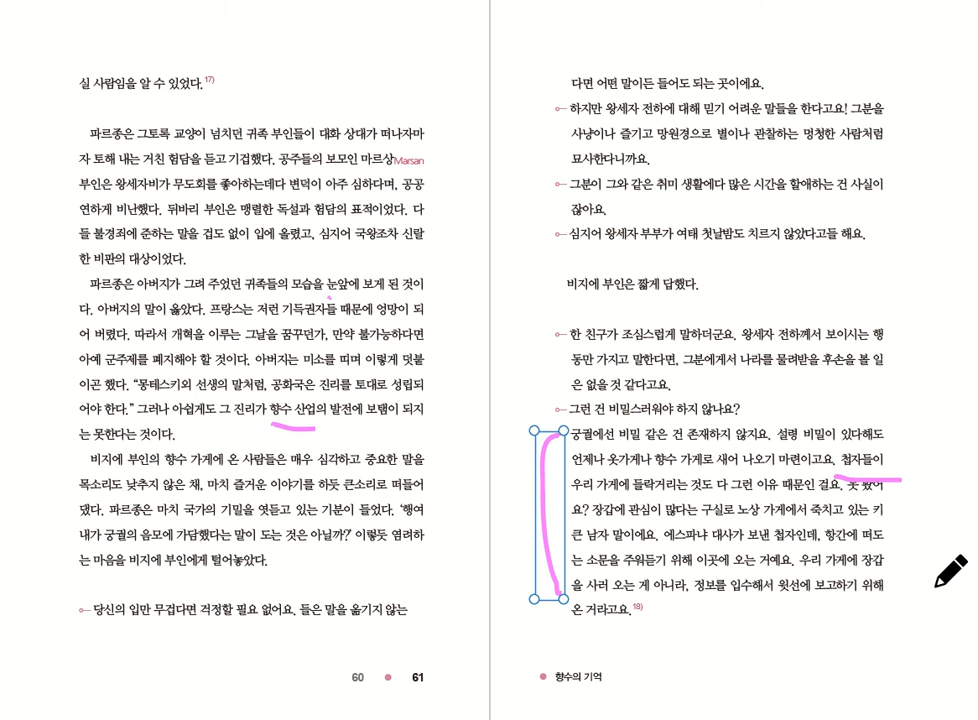 실 사람임을 알 수 있었다.17)
파르종은 그토록 교양이 넘치던 귀족 부인들이 대화 상대가 떠나자마
자 토해 내는 거친 험담을 듣고 기겁했다. 공주들의 보모인 마르상Marsan
부인은 왕세자비가 무도회를 좋아하는데다 변덕이 아주 심하다며, 공공
연하게 비난했다. 뒤바리 부인은 맹렬한 독설과 험담의 표적이었다. 다
들 불경죄에 준하는 말을 겁도 없이 입에 올렸고, 심지어 국왕조차 신랄
한 비판의 대상이었다.
파르종은 아버지가 그려 주었던 귀족들의 모습을 눈앞에 보게 된 것이
다. 아버지의 말이 옳았다. 프랑스는 저런 기득권자들 때문에 엉망이 되
어 버렸다. 따라서 개혁을 이루는 그날을 꿈꾸던가, 만약 불가능하다면
아예 군주제를 폐지해야 할 것이다. 아버지는 미소를 띠며 이렇게 덧붙
이곤 했다. “몽테스키외 선생의 말처럼, 공화국은 진리를 토대로 성립되
어야 한다.” 그러나 아쉽게도 그 진리가 향수 산업의 발전에 보탬이 되지
는 못한다는 것이다.
비지에 부인의 향수 가게에 온 사람들은 매우 심각하고 중요한 말을
목소리도 낮추지 않은 채, 마치 즐거운 이야기를 하듯 큰소리로 떠들어
댔다. 파르종은 마치 국가의 기밀을 엿듣고 있는 기분이 들었다. ‘행여
내가 궁궐의 음모에 가담했다는 말이 도는 것은 아닐까?’ 이렇듯 염려하
는 마음을 비지에 부인에게 털어놓았다.
당신의 입만 무겁다면 걱정할 필요 없어요. 들은 말을 옮기지 않는
60 61
다면 어떤 말이든 들어도 되는 곳이에요.
하지만 왕세자 전하에 대해 믿기 어려운 말들을 한다고요! 그분을
사냥이나 즐기고 망원경으로 별이나 관찰하는 멍청한 사람처럼
묘사한다니까요.
그분이 그와 같은 취미 생활에다 많은 시간을 할애하는 건 사실이
잖아요.
심지어 왕세자 부부가 여태 첫날밤도 치르지 않았다고들 해요.
비지에 부인은 짧게 답했다.
한 친구가 조심스럽게 말하더군요. 왕세자 전하께서 보이시는 행
동만 가지고 말한다면, 그분에게서 나라를 물려받을 후손을 볼 일
은 없을 것 같다고요.
그런 건 비밀스러워야 하지 않나요?
궁궐에선 비밀 같은 건 존재하지 않지요. 설령 비밀이 있다해도
언제나 옷가게나 향수 가게로 새어 나오기 마련이고요. 첩자들이
우리 가게에 들락거리는 것도 다 그런 이유 때문인 걸요. 못 봤어
요? 장갑에 관심이 많다는 구실로 노상 가게에서 죽치고 있는 키
큰 남자 말이에요. 에스파냐 대사가 보낸 첩자인데, 항간에 떠도
는 소문을 주워듣기 위해 이곳에 오는 거예요. 우리 가게에 장갑
을 사러 오는 게 아니라, 정보를 입수해서 윗선에 보고하기 위해
온 거라고요.18)
향수의 기억